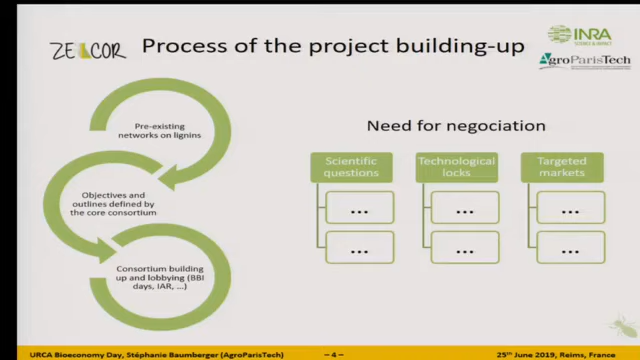 ZELCOR
Process of the project building-up
INRA
SCIENCE & IMPACT
AgroParisTech
Pre-existing
networks on lignins
Objectives and
outlines defined by
the core consortium
Consortium building
up and lobbying (BBI
days, IAR, ...)
Need for negociation
Scientific
questions
...
...
Technological
locks
...
...
Targeted
markets
...
...
URCA Bioeconomy Day, Stéphanie Baumberger (AgroParisTech)
– 4 –
25th June 2019, Reims, France